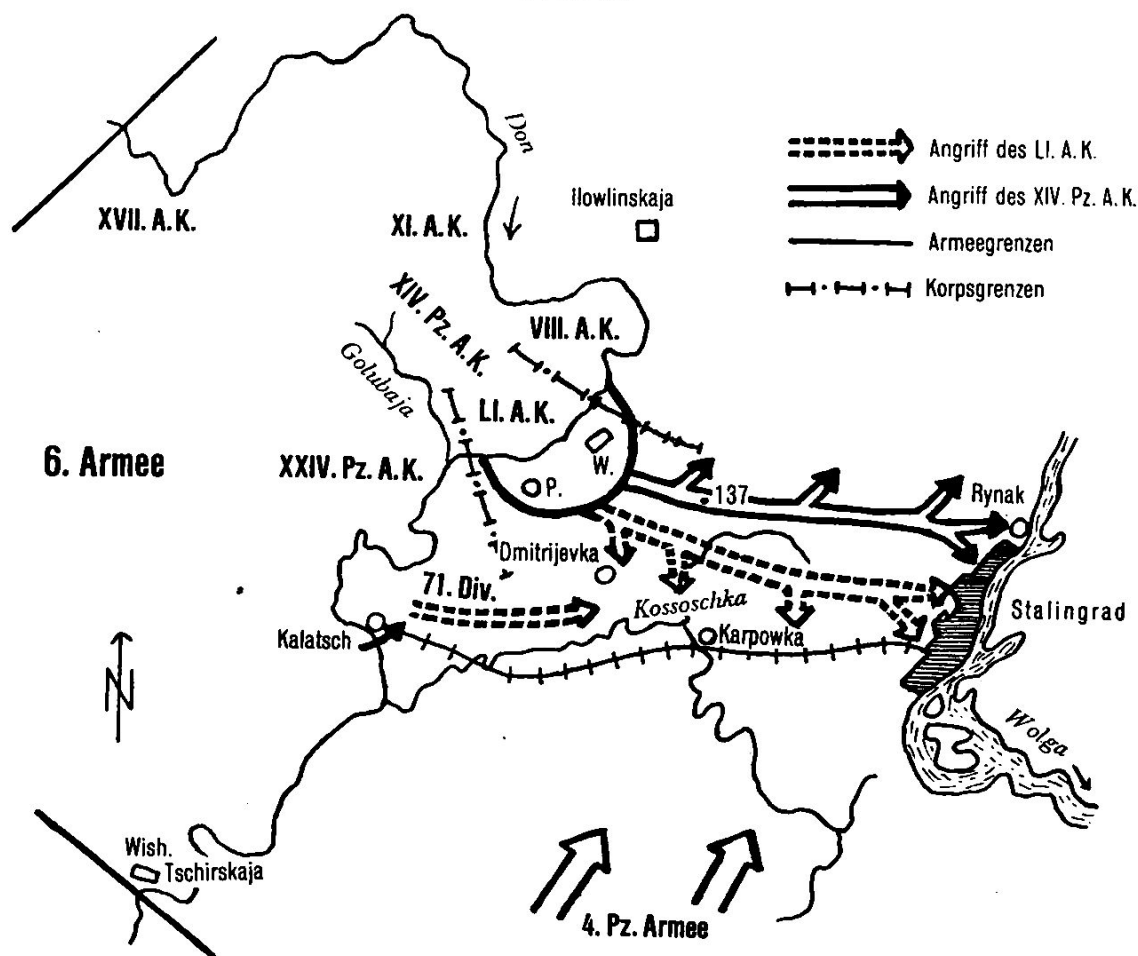 Don
Ilowlinskaja
Angriff des LI. A. K.
Angriff des XIV. Pz. A. K.
Armeegrenzen
Korpsgrenzen
XVII. A. K.
XI. A. K.
XIV. Pz. A. K.
VIII. A. K.
Golubaja
LI. A. K.
6. Armee
XXIV. Pz. A. K.
W.
P.
137
Rynak
Dmitrijevka
71. Div.
Kossoschka
Stalingrad
Kalatsch
Karpowka
N
Wolga
Wish.
Tschirskaja
4. Pz. Armee